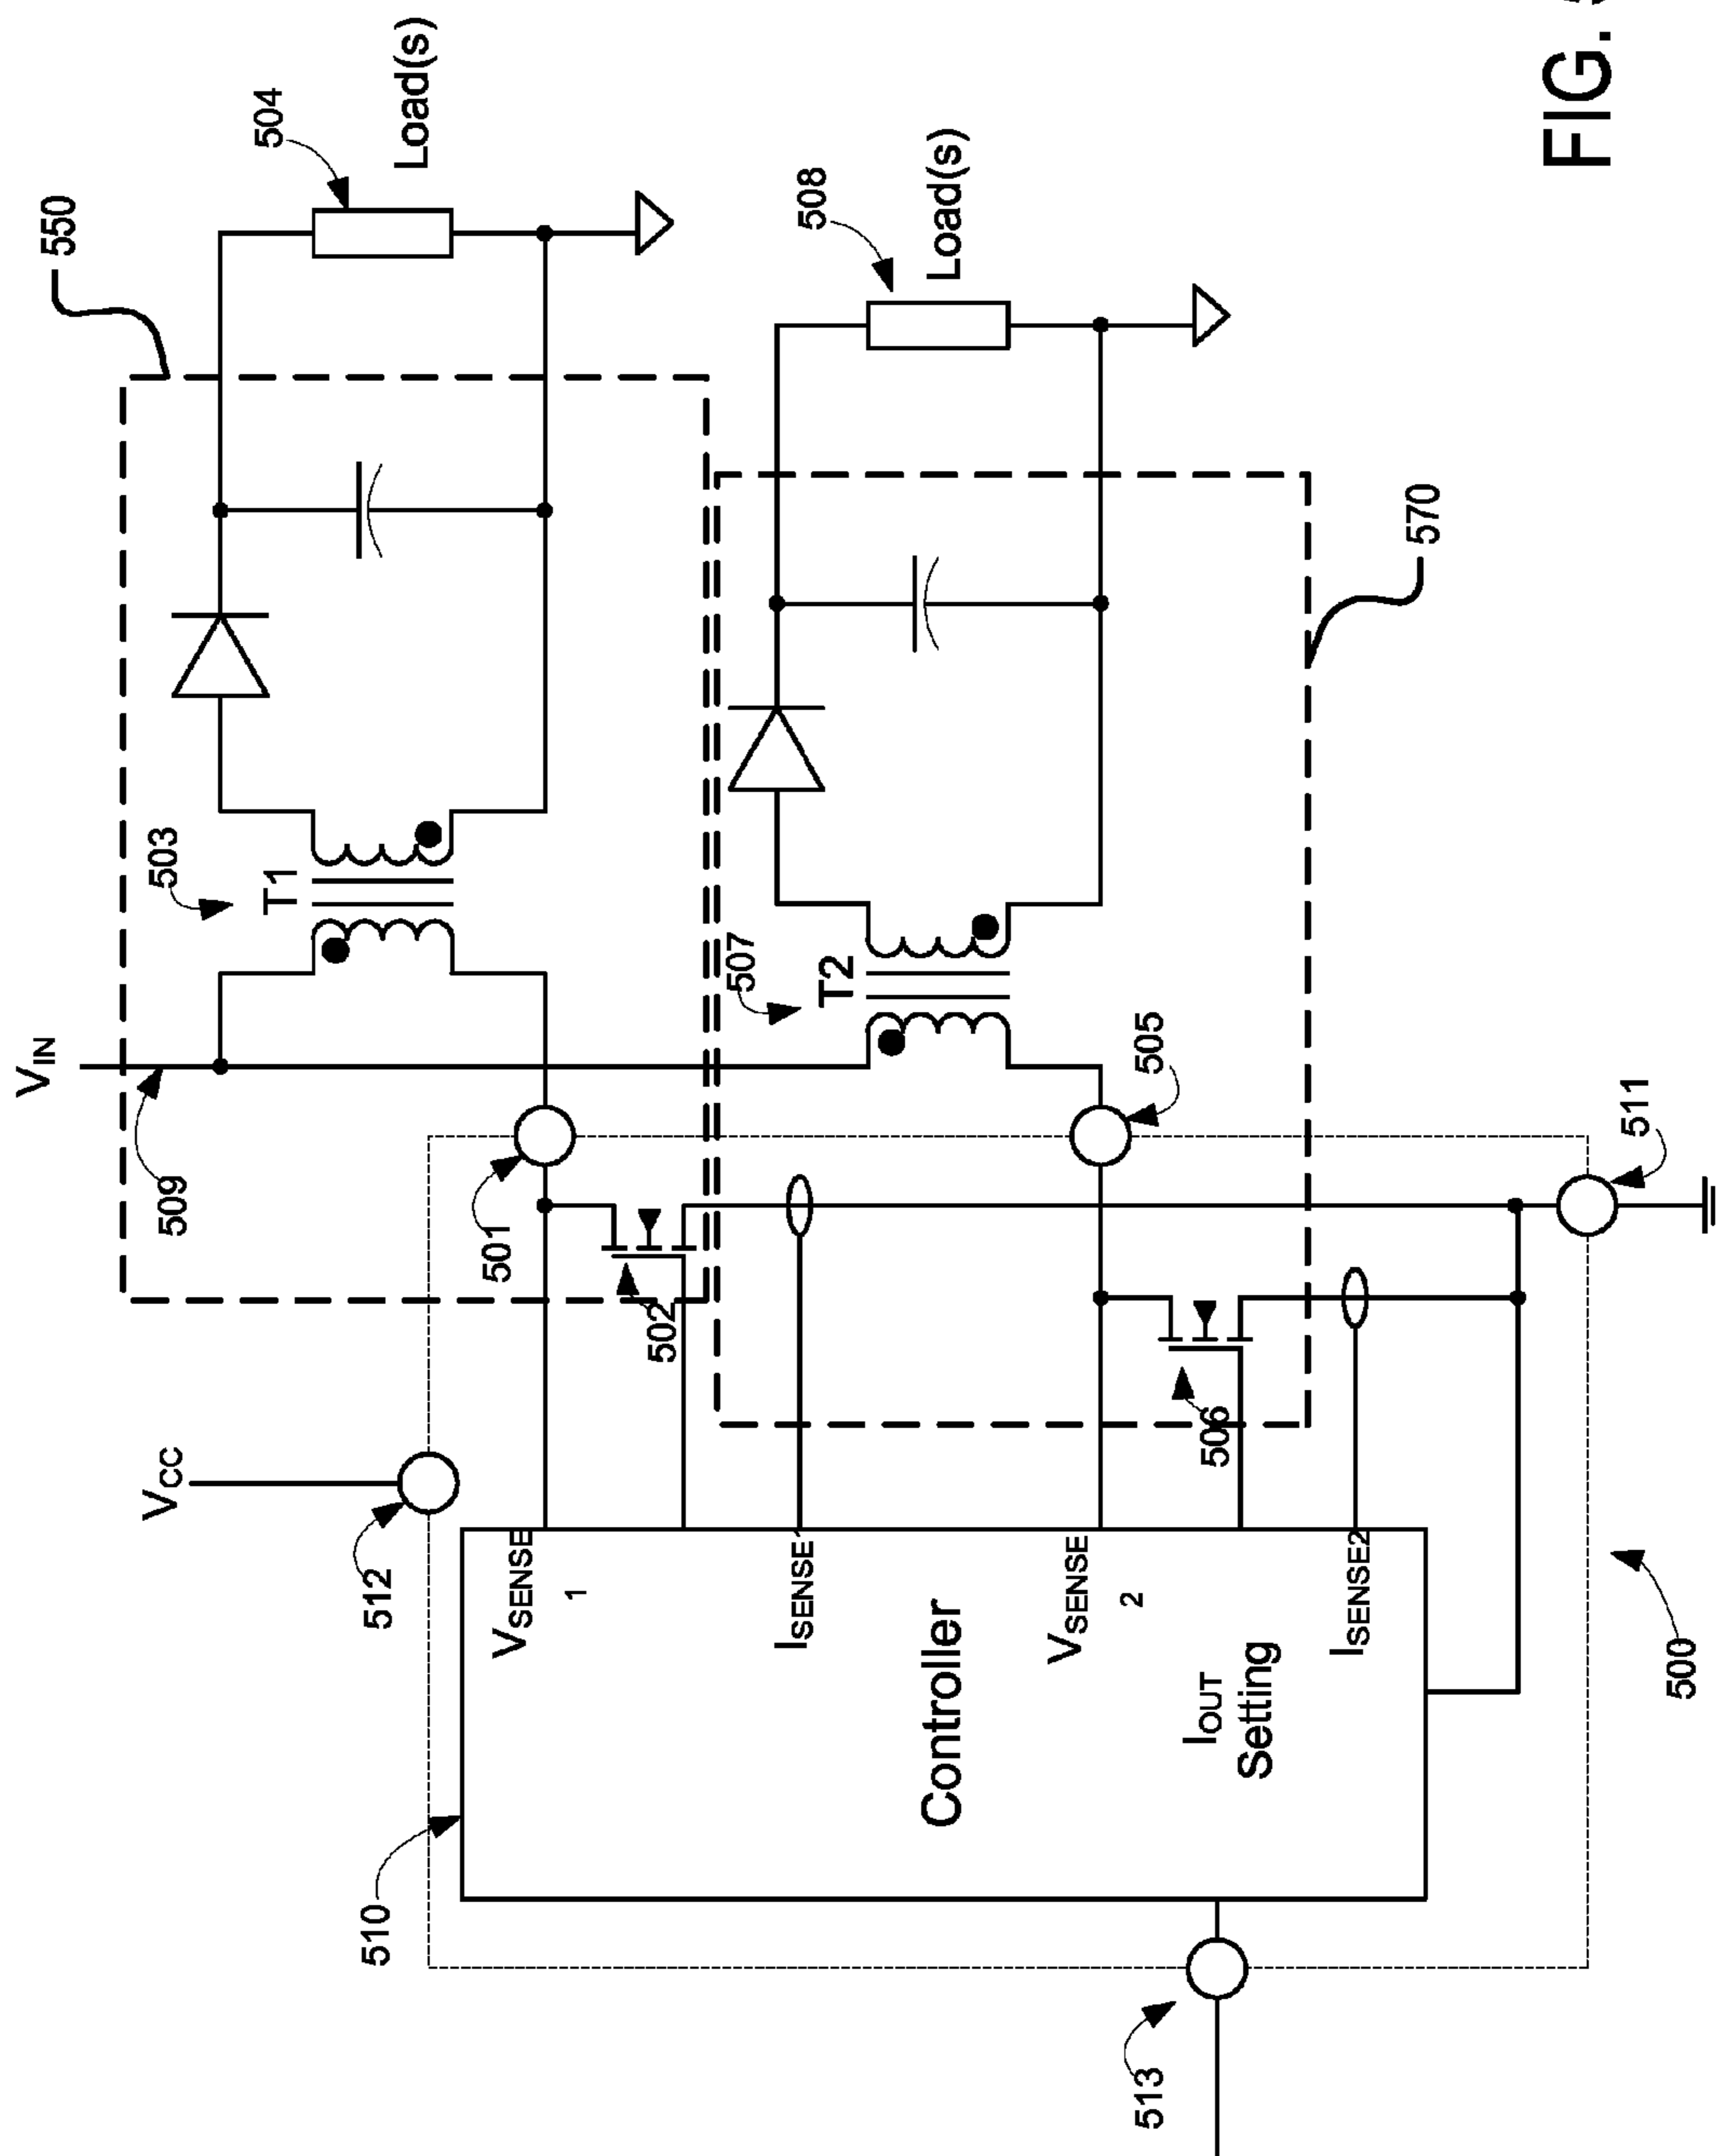 550
504
Load(s)
508
Load(s)
503
T1
507
T2
570
VIN
509
501
502
505
511
506
VCC
512
VSENSE
1
ISENSE
VSENSE
2
ISENSE2
Controller
IOUT
Setting
510
500
513
FIG.